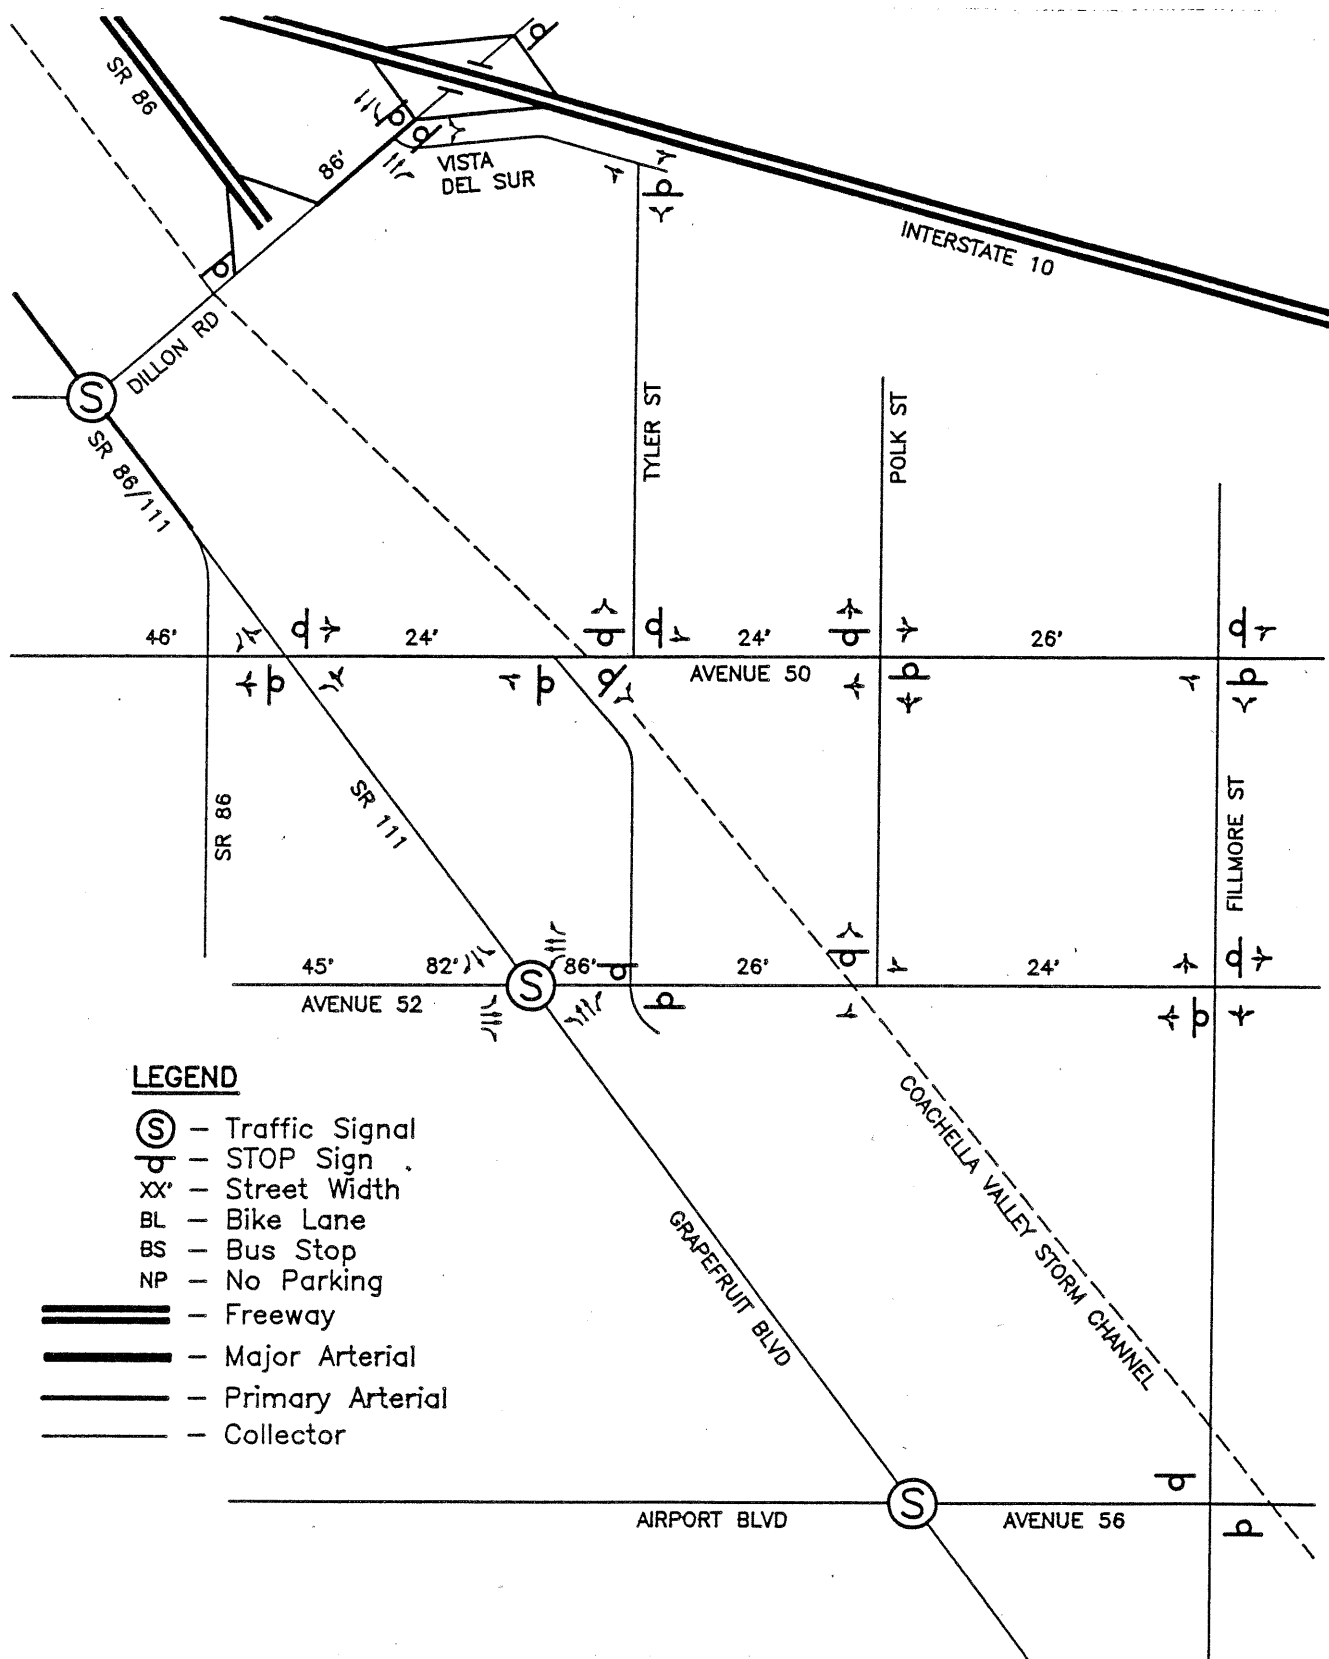 SR 86
86'
VISTA
DEL SUR
INTERSTATE 10
DILLON RD
S
SR 86/111
TYLER ST
POLK ST
46'
24'
24'
26'
AVENUE 50
SR 86
SR 111
FILLMORE ST
45'
82'
S
86'
26'
24'
AVENUE 52
COACHELLA VALLEY STORM CHANNEL
GRAPEFRUIT BLVD
LEGEND
S – Traffic Signal
– STOP Sign
XX' – Street Width
BL – Bike Lane
BS – Bus Stop
NP – No Parking
– Freeway
– Major Arterial
– Primary Arterial
– Collector
S
AIRPORT BLVD
AVENUE 56